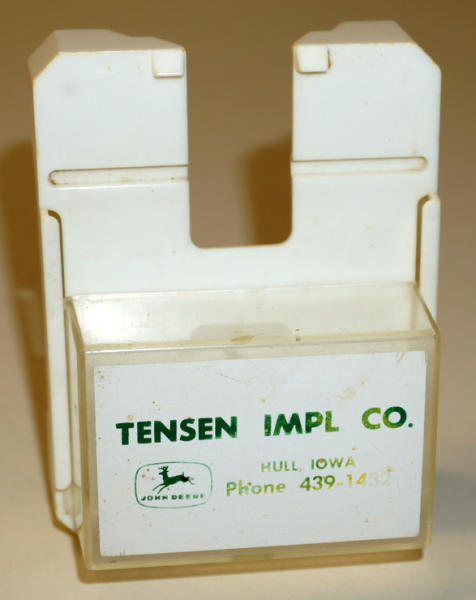 TENSEN IMPL CO.
HULL, IOWA
JOHN DEERE
Phone 439-1432